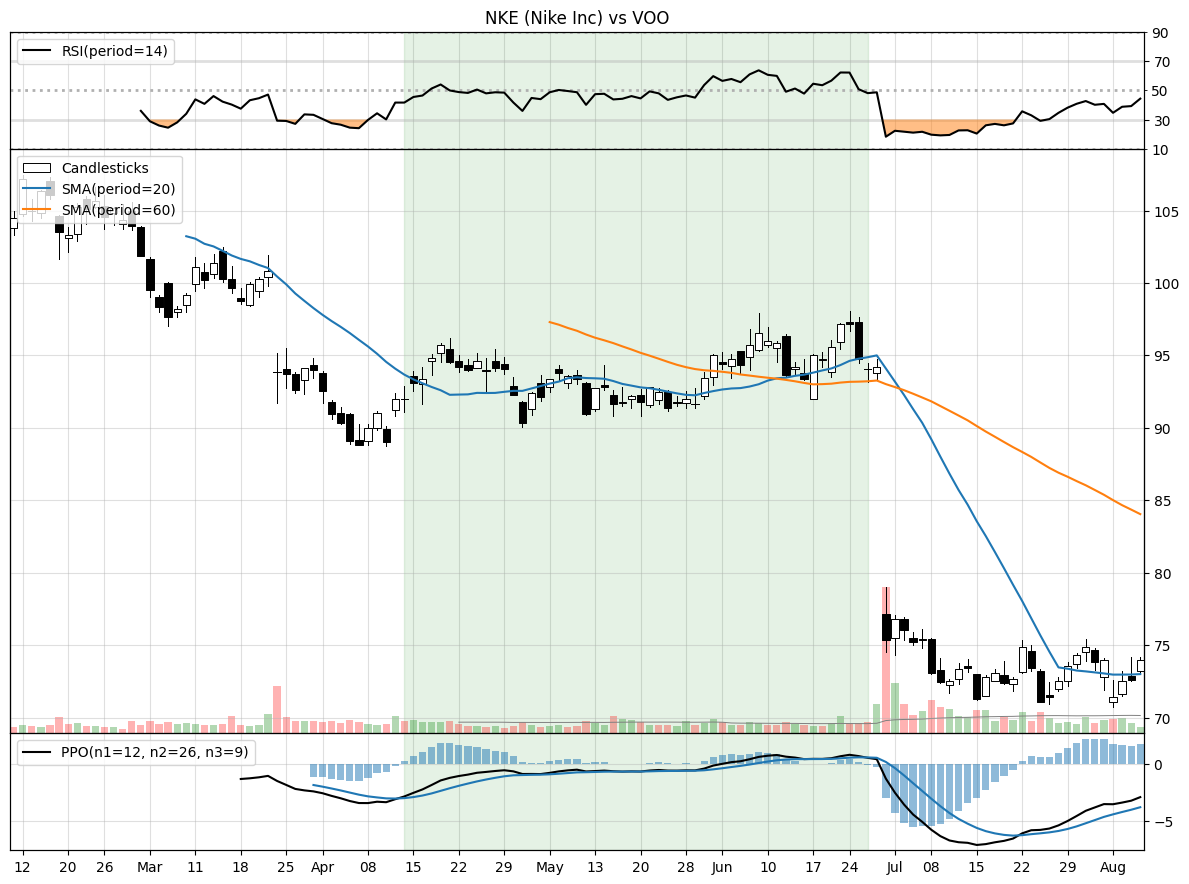 NKE (Nike Inc) vs VOO
RSI(period=14)
90
70
50
30
10
Candlesticks
SMA(period=20)
SMA(period=60)
105
100
95
90
85
80
75
70
PPO(n1=12, n2=26, n3=9)
0
−5
12 20 26 Mar 11 18 25 Apr 08 15 22 29 May 13 20 28 Jun 10 17 24 Jul 08 15 22 29 Aug